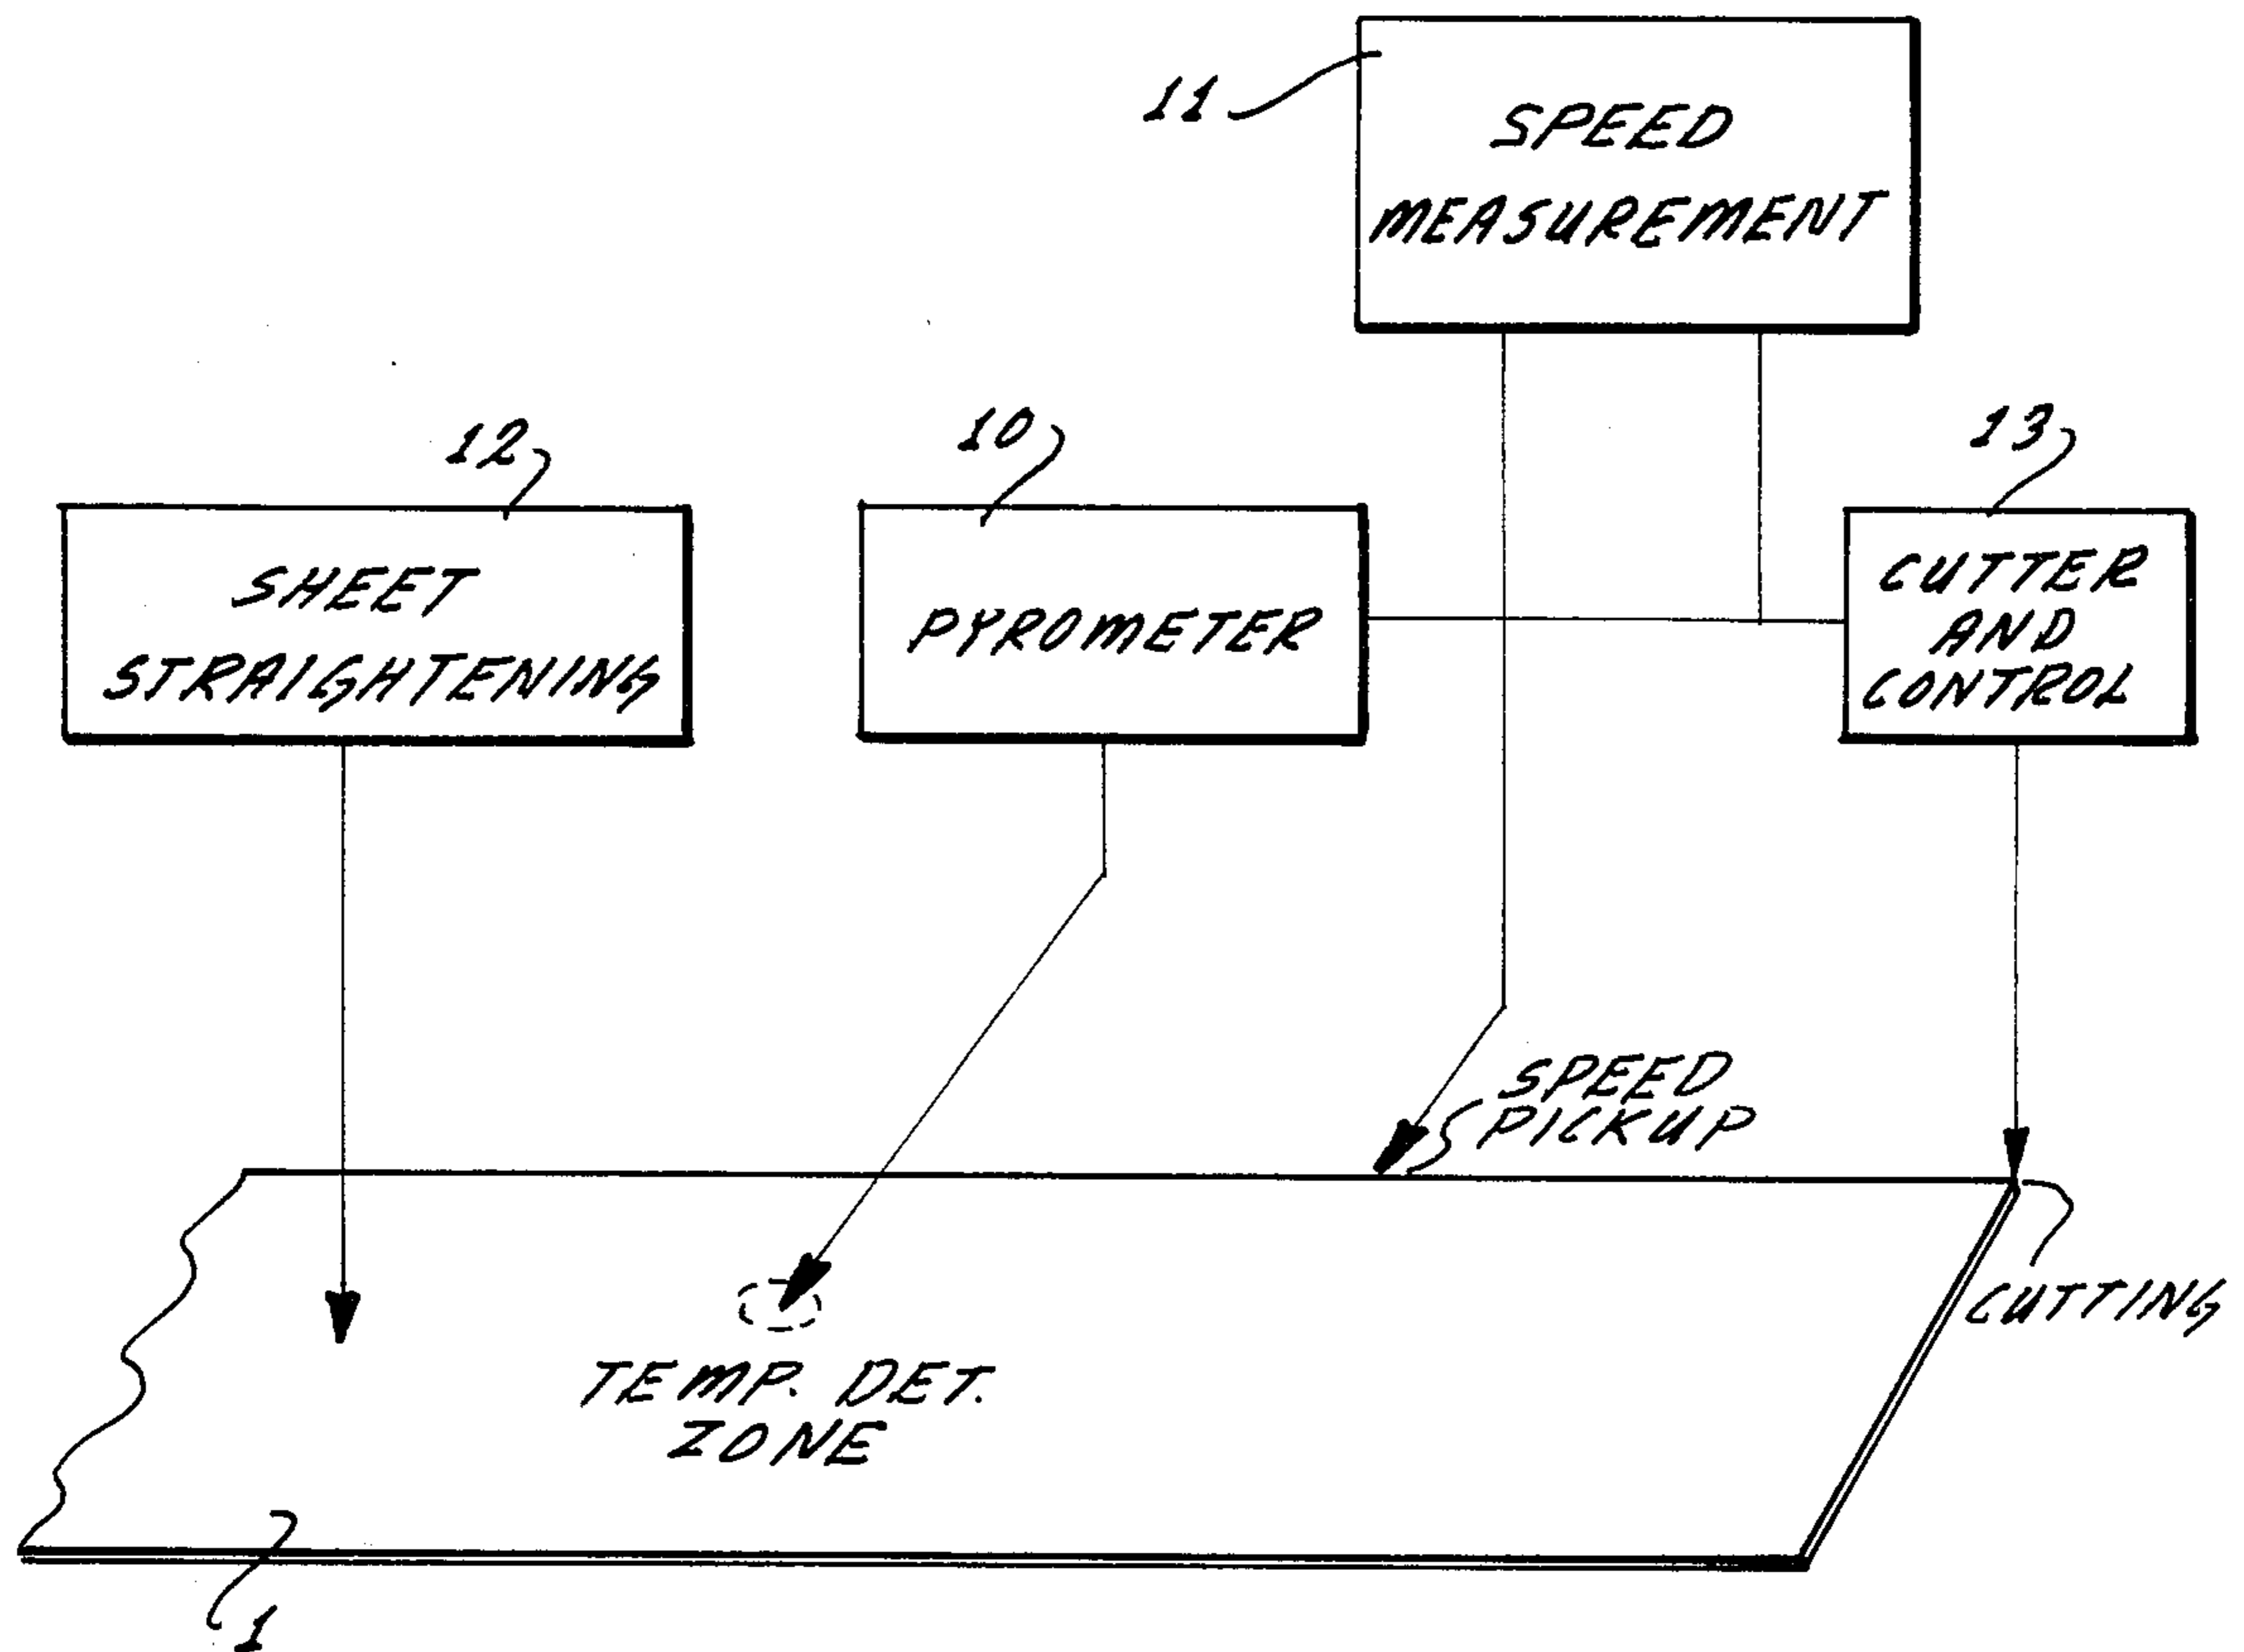 11
SPEED
MEASUREMENT
12
10
13
SHEET
STRAIGHTENING
PYROMETER
CUTTER
AND
CONTROL
SPEED
PICKUP
CUTTING
TEMP. DET.
ZONE
1